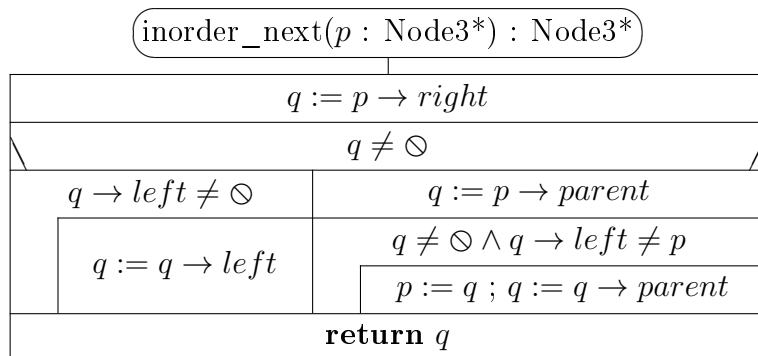 inorder_next(p : Node3*) : Node3*
q := p → right
q ≠ ⦸
q → left ≠ ⦸
q := p → parent
q := q → left
q ≠ ⦸ ∧ q → left ≠ p
p := q ; q := q → parent
return q